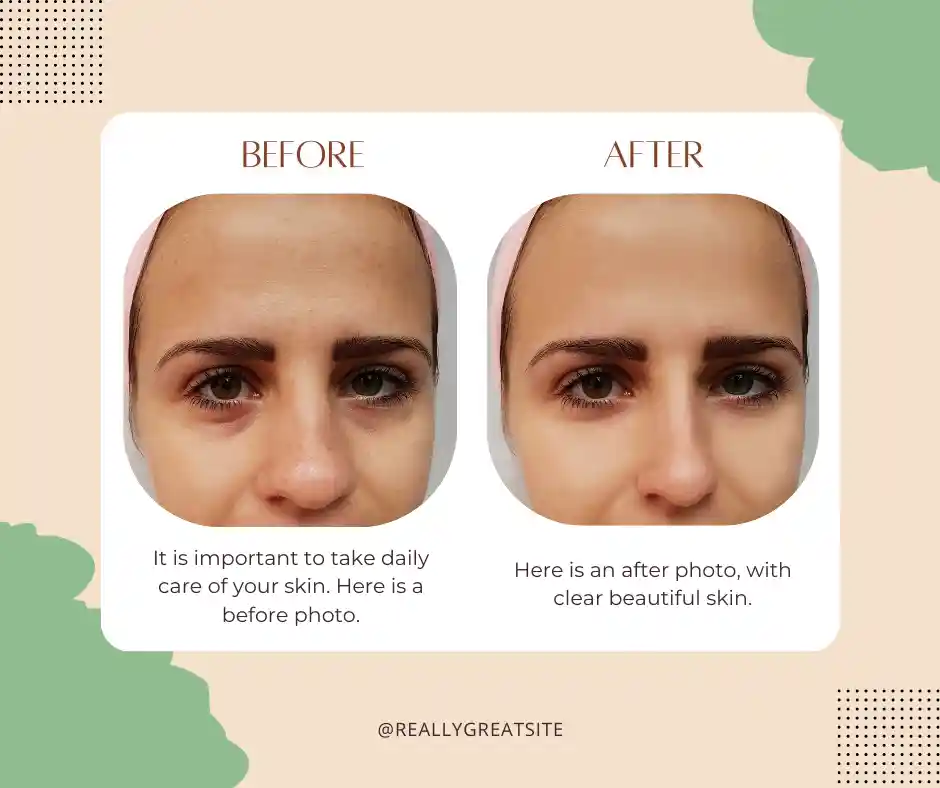 BEFORE
AFTER
It is important to take daily
care of your skin. Here is a
before photo.
Here is an after photo, with
clear beautiful skin.
@REALLYGREATSITE